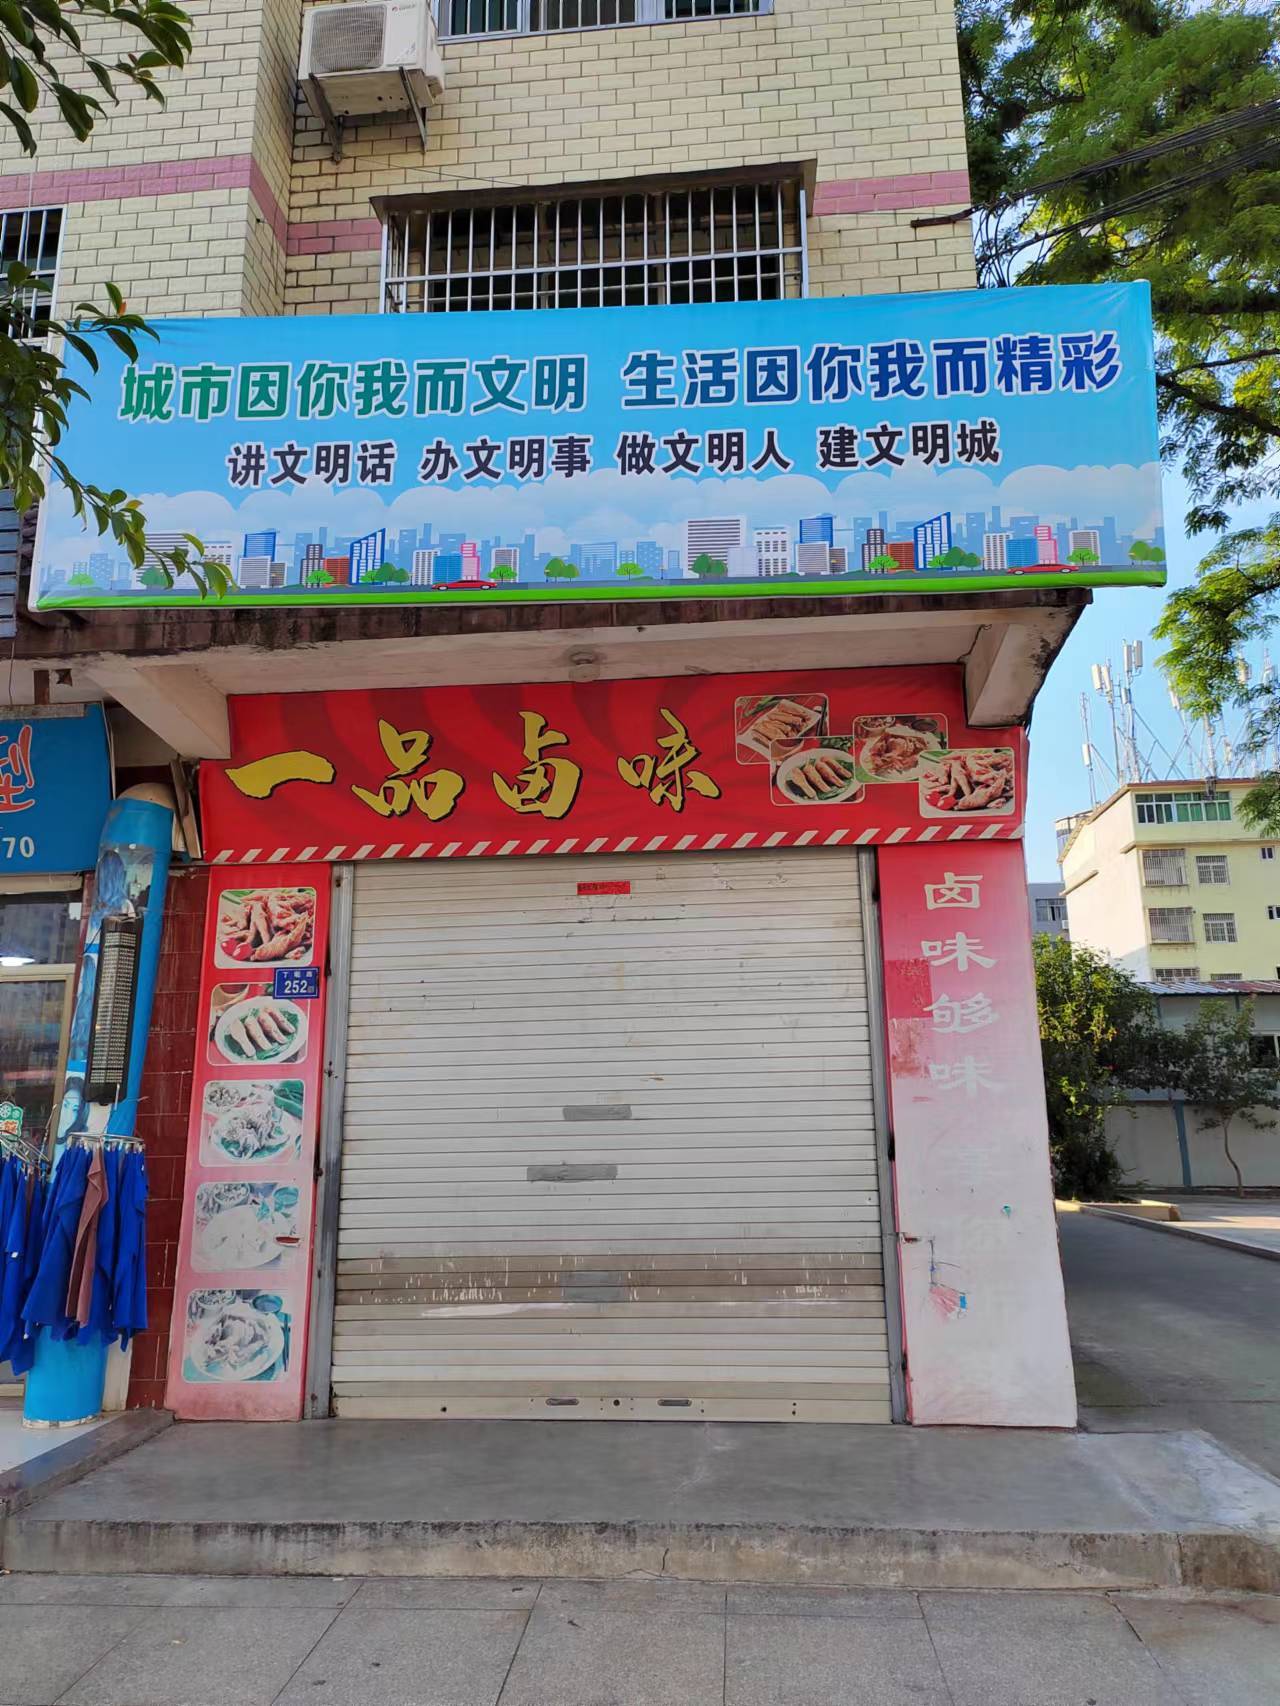 城市因你我而文明 生活因你我而精彩
讲文明话 办文明事 做文明人 建文明城
一品卤味
卤味够味
252
70
型